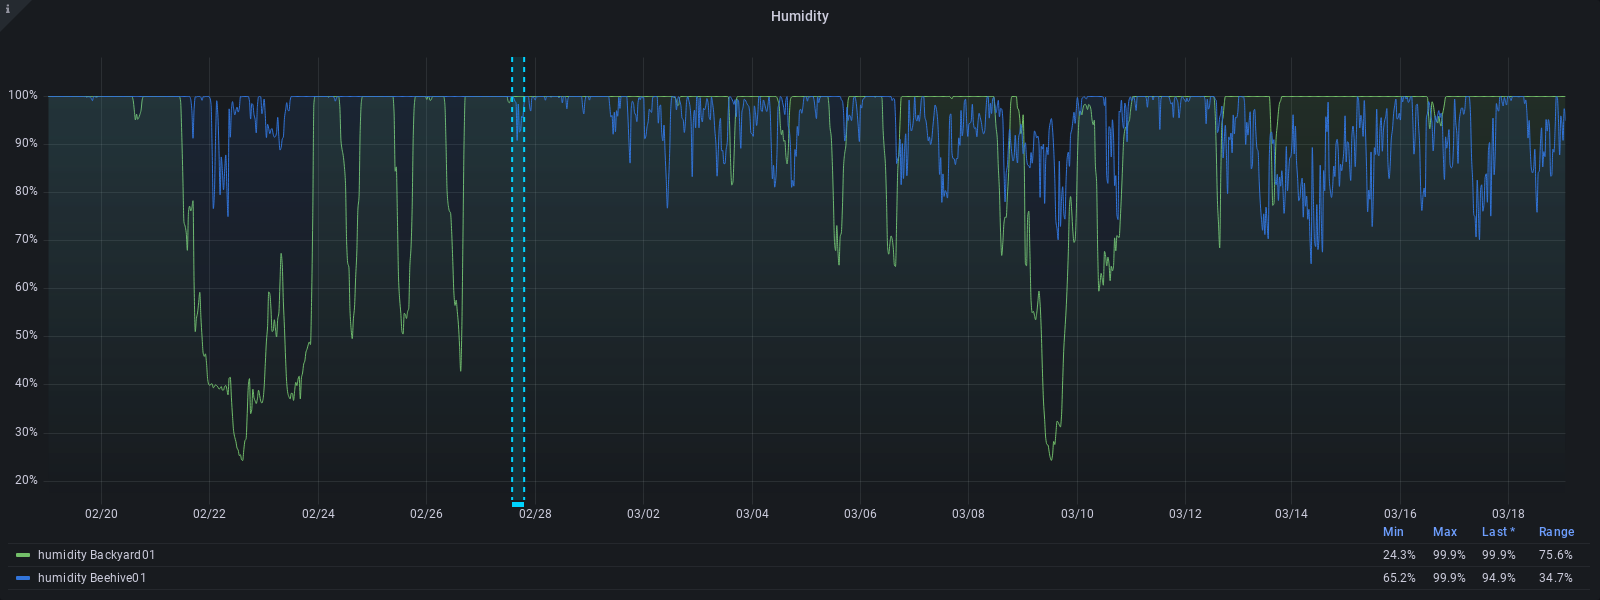 i
Humidity
100%
90%
80%
70%
60%
50%
40%
30%
20%
02/20 02/22 02/24 02/26 02/28 03/02 03/04 03/06 03/08 03/10 03/12 03/14 03/16 03/18
Min Max Last * Range
humidity Backyard01 24.3% 99.9% 99.9% 75.6%
humidity Beehive01 65.2% 99.9% 94.9% 34.7%